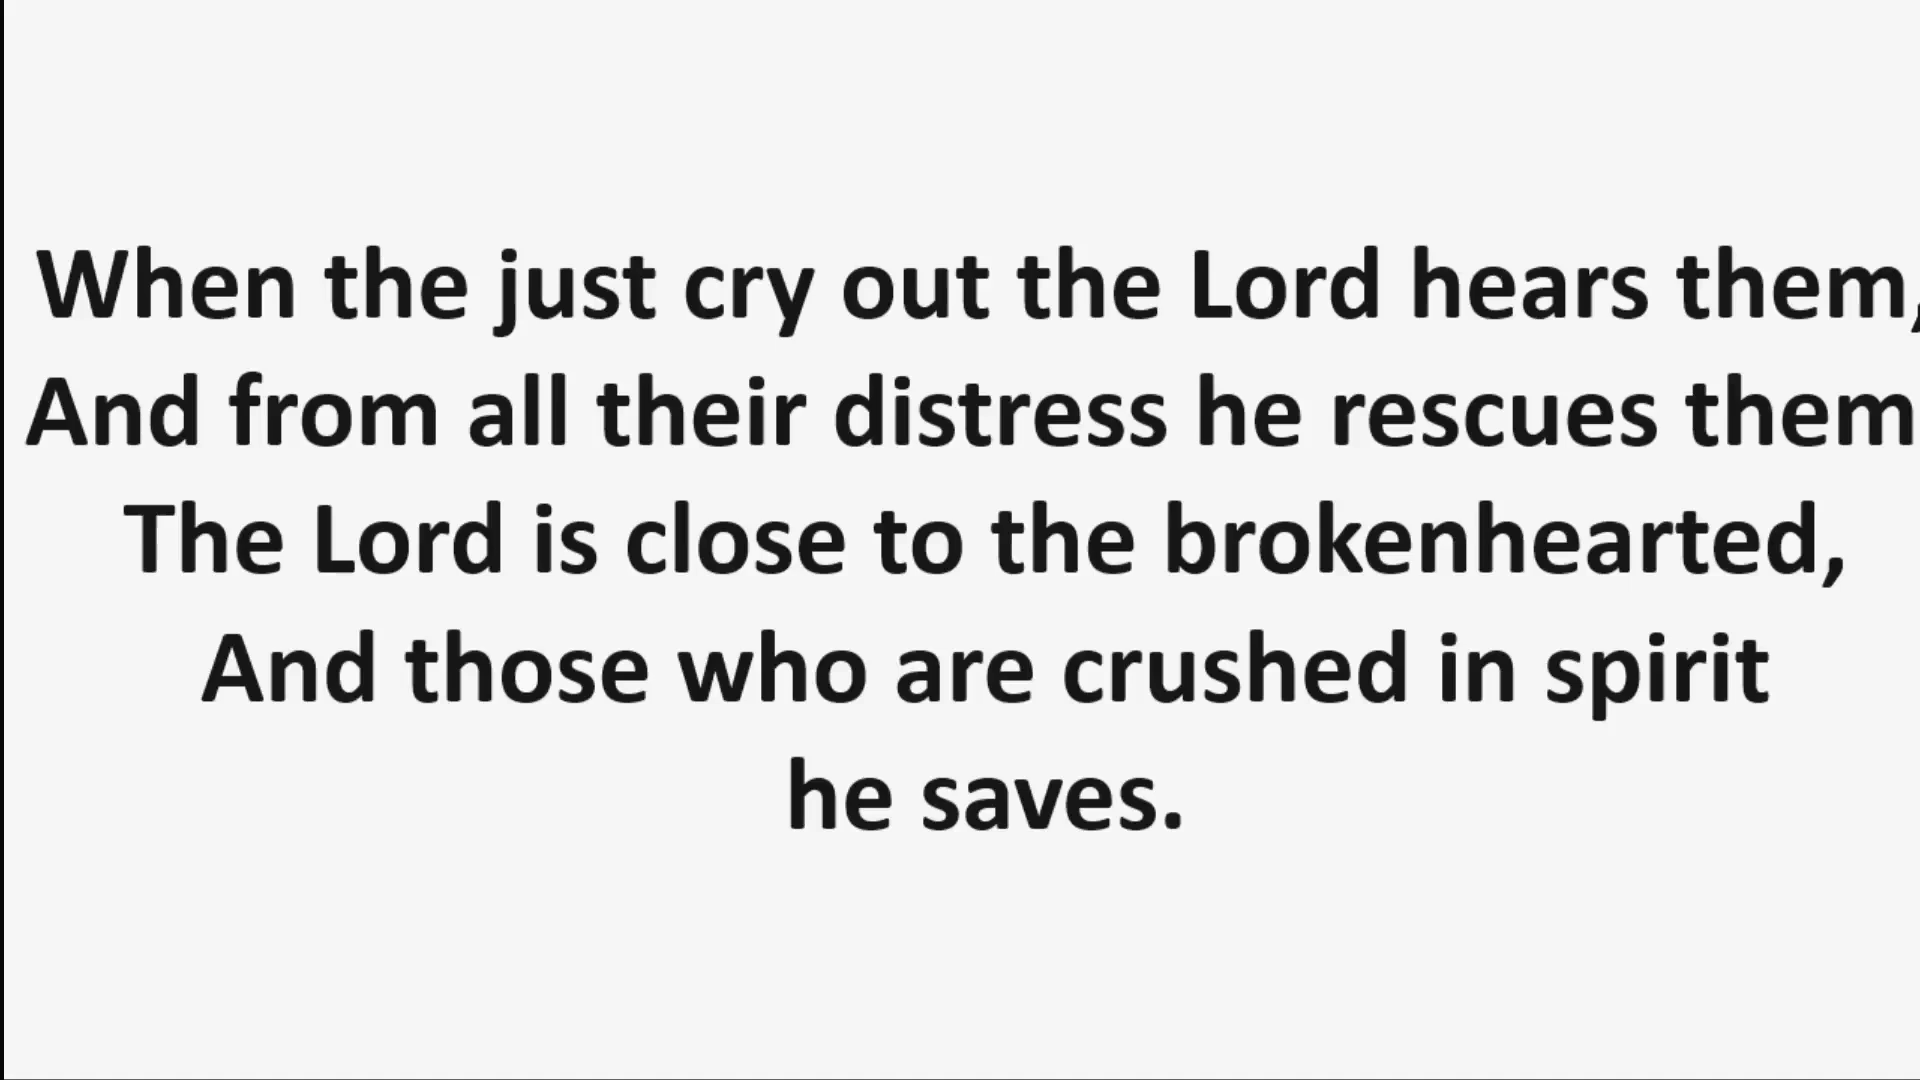 When the just cry out the Lord hears them,
And from all their distress he rescues them
The Lord is close to the brokenhearted,
And those who are crushed in spirit
he saves.